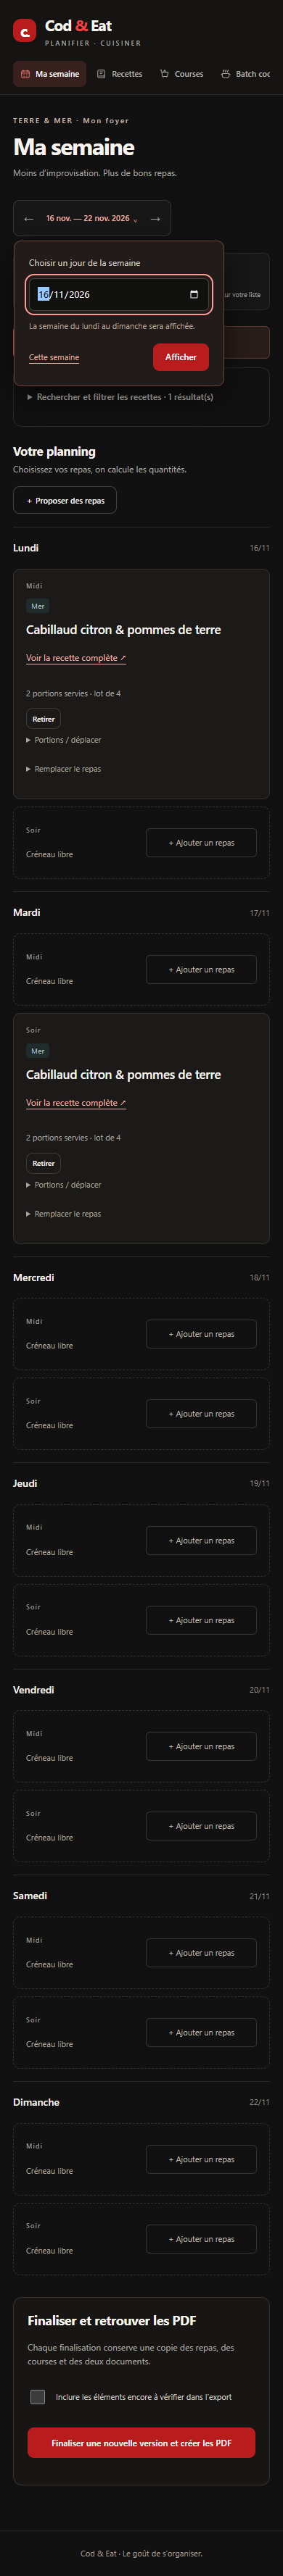 Cod & Eat
PLANIFIER · CUISINER
Ma semaine
Recettes
Courses
Batch coo
TERRE & MER · Mon foyer
Ma semaine
Moins d'improvisation. Plus de bons repas.
← 16 nov. — 22 nov. 2026 ⌄ →
Choisir un jour de la semaine
16/11/2026
ur votre liste
La semaine du lundi au dimanche sera affichée.
Cette semaine
Afficher
▶ Rechercher et filtrer les recettes · 1 résultat(s)
Votre planning
Choisissez vos repas, on calcule les quantités.
+ Proposer des repas
Lundi 16/11
Midi
Mer
Cabillaud citron & pommes de terre
Voir la recette complète ↗
2 portions servies · lot de 4
Retirer
▶ Portions / déplacer
▶ Remplacer le repas
Soir
Créneau libre
+ Ajouter un repas
Mardi 17/11
Midi
Créneau libre
+ Ajouter un repas
Soir
Mer
Cabillaud citron & pommes de terre
Voir la recette complète ↗
2 portions servies · lot de 4
Retirer
▶ Portions / déplacer
▶ Remplacer le repas
Mercredi 18/11
Midi
Créneau libre
+ Ajouter un repas
Soir
Créneau libre
+ Ajouter un repas
Jeudi 19/11
Midi
Créneau libre
+ Ajouter un repas
Soir
Créneau libre
+ Ajouter un repas
Vendredi 20/11
Midi
Créneau libre
+ Ajouter un repas
Soir
Créneau libre
+ Ajouter un repas
Samedi 21/11
Midi
Créneau libre
+ Ajouter un repas
Soir
Créneau libre
+ Ajouter un repas
Dimanche 22/11
Midi
Créneau libre
+ Ajouter un repas
Soir
Créneau libre
+ Ajouter un repas
Finaliser et retrouver les PDF
Chaque finalisation conserve une copie des repas, des
courses et des deux documents.
Inclure les éléments encore à vérifier dans l'export
Finaliser une nouvelle version et créer les PDF
Cod & Eat · Le goût de s'organiser.